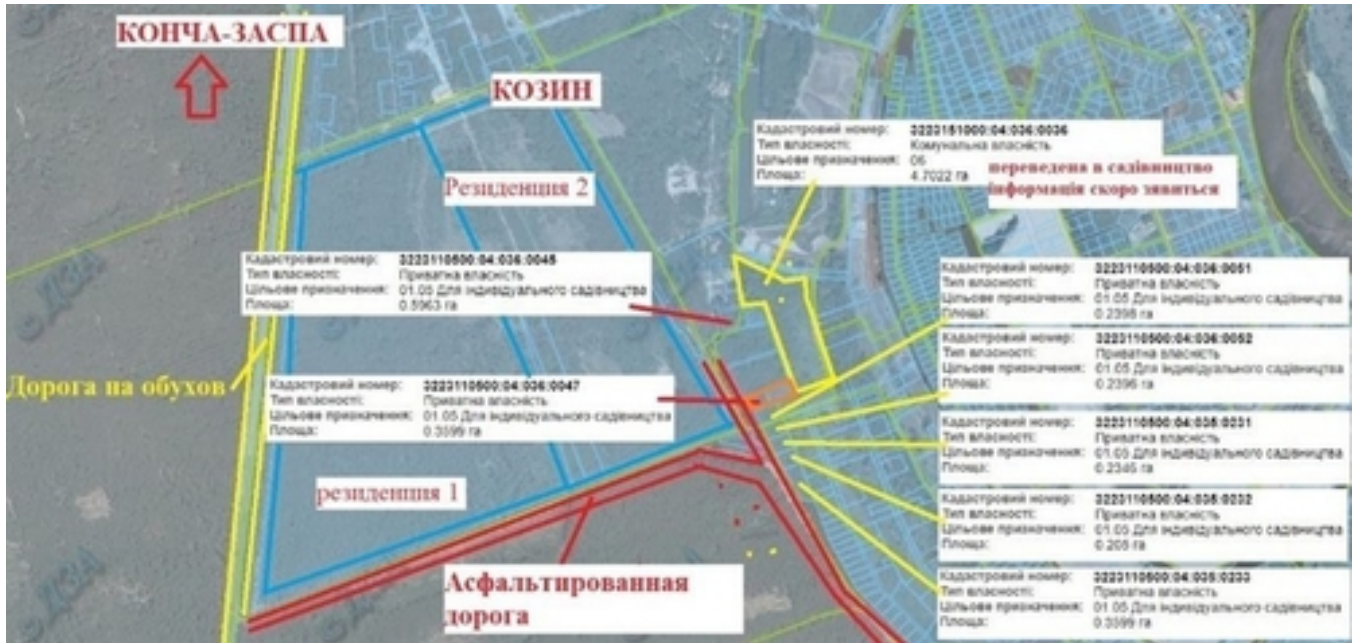 КОНЧА-ЗАСПА
КОЗИН
Кадастровий номер: 3223151000:04:036:0036
Тип власності: Комунальна власність
Цільове призначення: 06
Площа: 4.7022 га
переведена в садівництво
інформація скоро зявиться
Резиденция 2
Кадастровий номер: 3223110500:04:036:0045
Тип власності: Приватна власність
Цільове призначення: 01.05 Для індивідуального садівництва
Площа: 0.5963 га
Кадастровий номер: 3223110500:04:036:0051
Тип власності: Приватна власність
Цільове призначення: 01.05 Для індивідуального садівництва
Площа: 0.2398 га
Кадастровий номер: 3223110500:04:036:0052
Тип власності: Приватна власність
Цільове призначення: 01.05 Для індивідуального садівництва
Площа: 0.2396 га
Дорога на обухов
Кадастровий номер: 3223110500:04:036:0047
Тип власності: Приватна власність
Цільове призначення: 01.05 Для індивідуального садівництва
Площа: 0.3599 га
Кадастровий номер: 3223110500:04:035:0231
Тип власності: Приватна власність
Цільове призначення: 01.05 Для індивідуального садівництва
Площа: 0.2346 га
резиденция 1
Кадастровий номер: 3223110500:04:035:0232
Тип власності: Приватна власність
Цільове призначення: 01.05 Для індивідуального садівництва
Площа: 0.205 га
Асфальтированная
дорога
Кадастровий номер: 3223110500:04:035:0233
Тип власності: Приватна власність
Цільове призначення: 01.05 Для індивідуального садівництва
Площа: 0.3599 га
© ДЗА